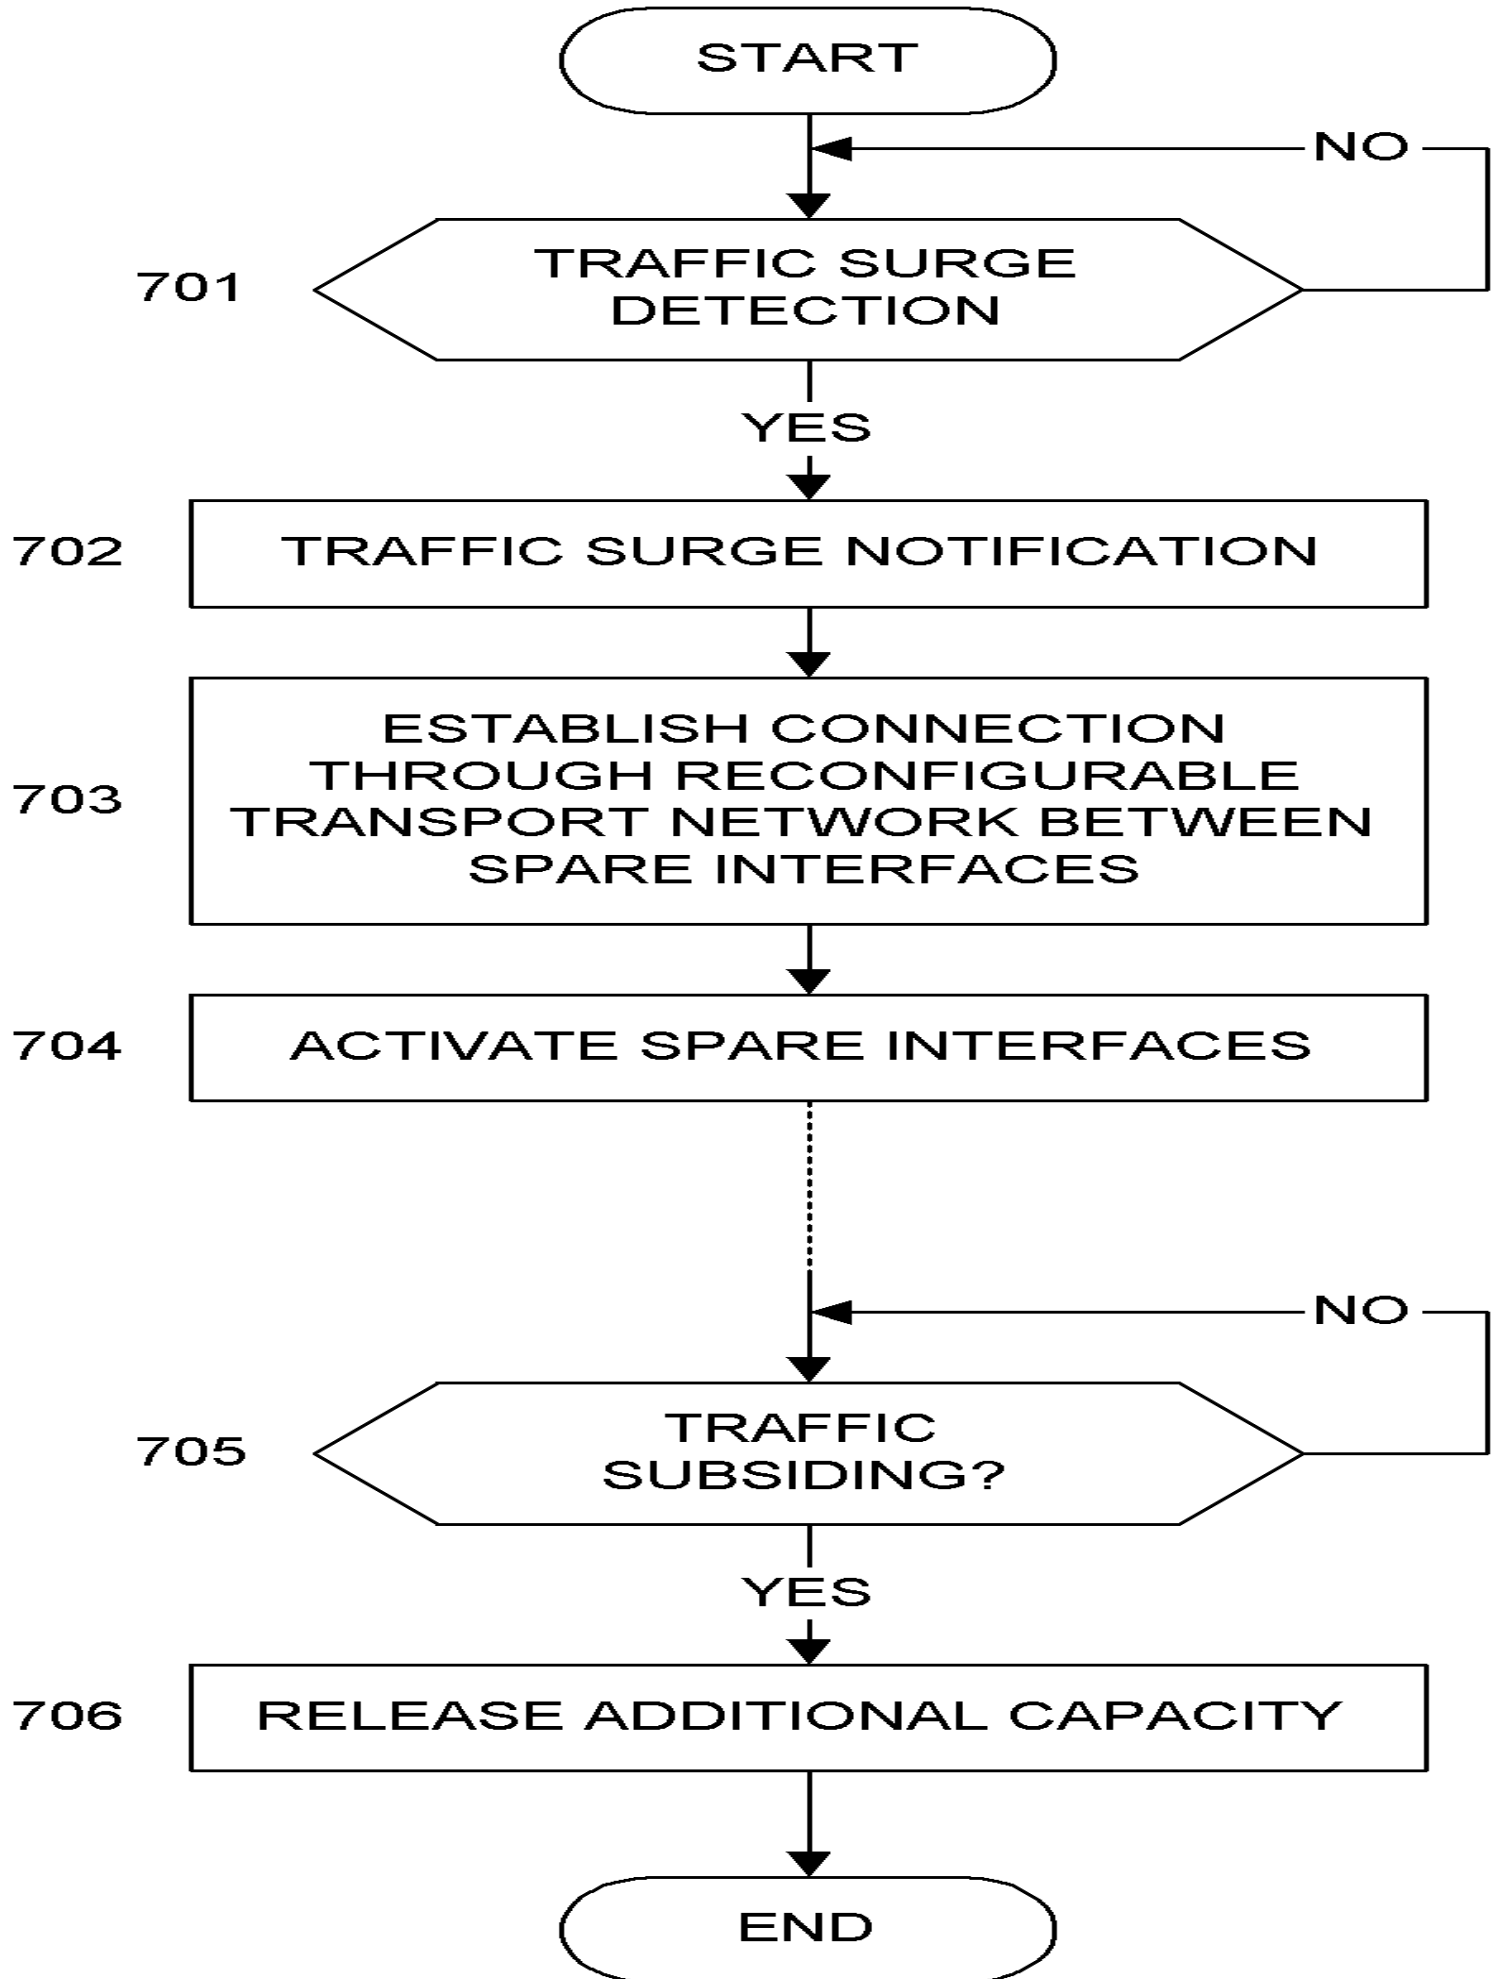 START
NO
701
TRAFFIC SURGE
DETECTION
YES
702
TRAFFIC SURGE NOTIFICATION
703
ESTABLISH CONNECTION
THROUGH RECONFIGURABLE
TRANSPORT NETWORK BETWEEN
SPARE INTERFACES
704
ACTIVATE SPARE INTERFACES
NO
705
TRAFFIC
SUBSIDING?
YES
706
RELEASE ADDITIONAL CAPACITY
END